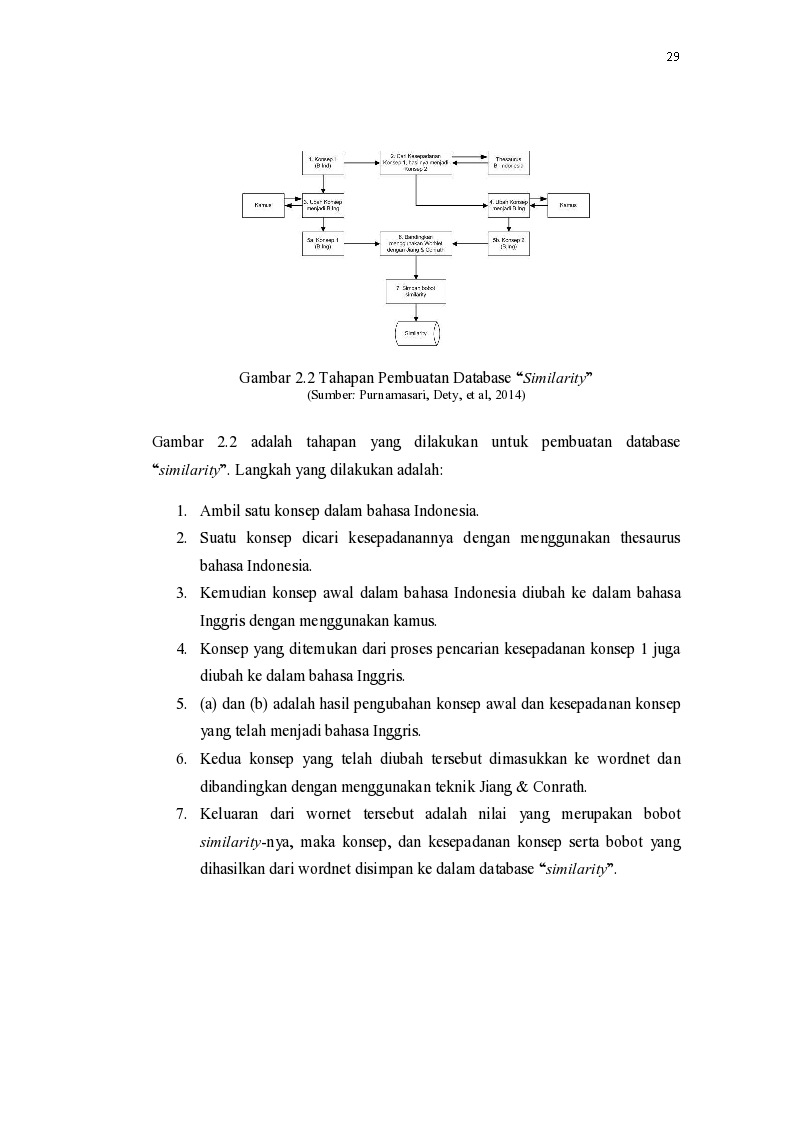 29
1. Konsep 1
(B.Ind)
2. Cari Kesepadanan
Konsep 1, hasilnya menjadi
Konsep 2
Thesaurus
B. Indonesia
Kamus
3. Ubah Konsep
menjadi B.Ing
4. Ubah Konsep
menjadi B.Ing
Kamus
5a. Konsep 1
(B.Ing)
6. Bandingkan
menggunakan
dengan Jiang & Conrath
5b. Konsep 2
(B.Ing)
7. Simpan bobot
similarity
Similarity
Gambar 2.2 Tahapan Pembuatan Database “Similarity”
(Sumber: Purnamasari, Dety, et al, 2014)
Gambar 2.2 adalah tahapan yang dilakukan untuk pembuatan database
“similarity”. Langkah yang dilakukan adalah:
1. Ambil satu konsep dalam bahasa Indonesia.
2. Suatu konsep dicari kesepadanannya dengan menggunakan thesaurus
bahasa Indonesia.
3. Kemudian konsep awal dalam bahasa Indonesia diubah ke dalam bahasa
Inggris dengan menggunakan kamus.
4. Konsep yang ditemukan dari proses pencarian kesepadanan konsep 1 juga
diubah ke dalam bahasa Inggris.
5. (a) dan (b) adalah hasil pengubahan konsep awal dan kesepadanan konsep
yang telah menjadi bahasa Inggris.
6. Kedua konsep yang telah diubah tersebut dimasukkan ke wordnet dan
dibandingkan dengan menggunakan teknik Jiang & Conrath.
7. Keluaran dari wornet tersebut adalah nilai yang merupakan bobot
similarity-nya, maka konsep, dan kesepadanan konsep serta bobot yang
dihasilkan dari wordnet disimpan ke dalam database “similarity”.